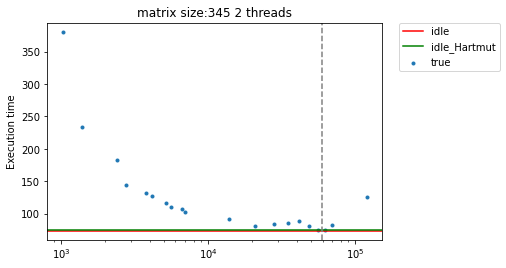 matrix size:345 2 threads
idle
idle_Hartmut
true
Execution time
350
300
250
200
150
100
10³
10⁴
10⁵